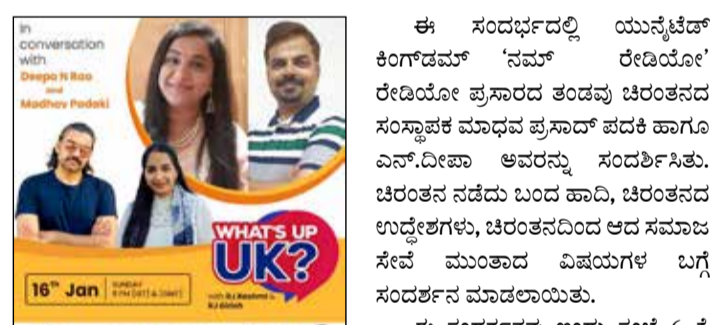 In
conversation
with
Deepa N Rao
and
Madhav Padaki
WHAT'S UP
UK?
16th Jan
SUNDAY
with RJ Rashmi &
RJ Girish
ಈ ಸಂದರ್ಭದಲ್ಲಿ ಯುನೈಟೆಡ್
ಕಿಂಗ್‌ಡಮ್ ‘ನಮ್ ರೇಡಿಯೋ’
ರೇಡಿಯೋ ಪ್ರಸಾರದ ತಂಡವು ಚಿರಂತನದ
ಸಂಸ್ಥಾಪಕ ಮಾಧವ ಪ್ರಸಾದ್ ಪದಕಿ ಹಾಗೂ
ಎನ್.ದೀಪಾ ಅವರನ್ನು ಸಂದರ್ಶಿಸಿತು.
ಚಿರಂತನ ನಡೆದು ಬಂದ ಹಾದಿ, ಚಿರಂತನದ
ಉದ್ದೇಶಗಳು, ಚಿರಂತನದಿಂದ ಆದ ಸಮಾಜ
ಸೇವೆ ಮುಂತಾದ ವಿಷಯಗಳ ಬಗ್ಗೆ
ಸಂದರ್ಶನ ಮಾಡಲಾಯಿತು.